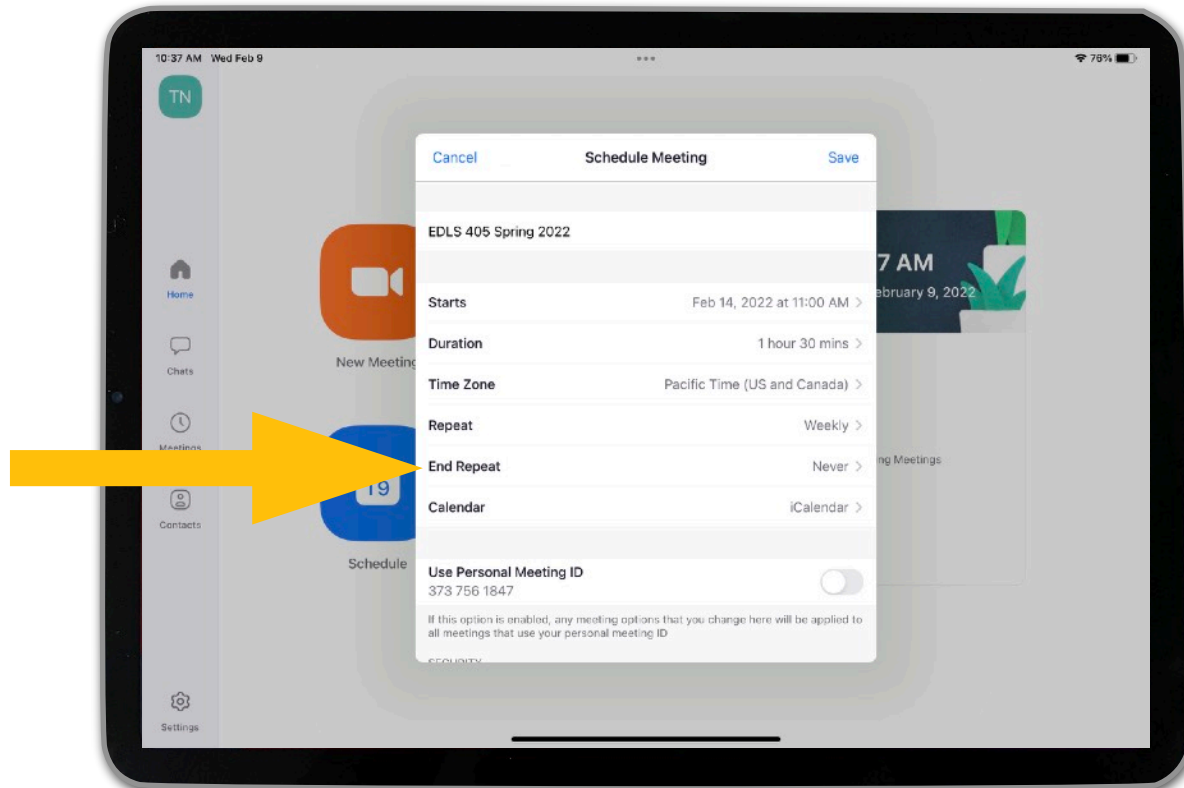 10:37 AM Wed Feb 9
76%
TN
Cancel Schedule Meeting Save
EDLS 405 Spring 2022
7 AM
ebruary 9, 2022
Home
Starts Feb 14, 2022 at 11:00 AM >
Duration 1 hour 30 mins >
New Meeting
Chats
Time Zone Pacific Time (US and Canada) >
Repeat Weekly >
Meetings
End Repeat Never >
ng Meetings
19
Calendar iCalendar >
Contacts
Schedule
Use Personal Meeting ID
373 756 1847
If this option is enabled, any meeting options that you change here will be applied to
all meetings that use your personal meeting ID
SECURITY
Settings